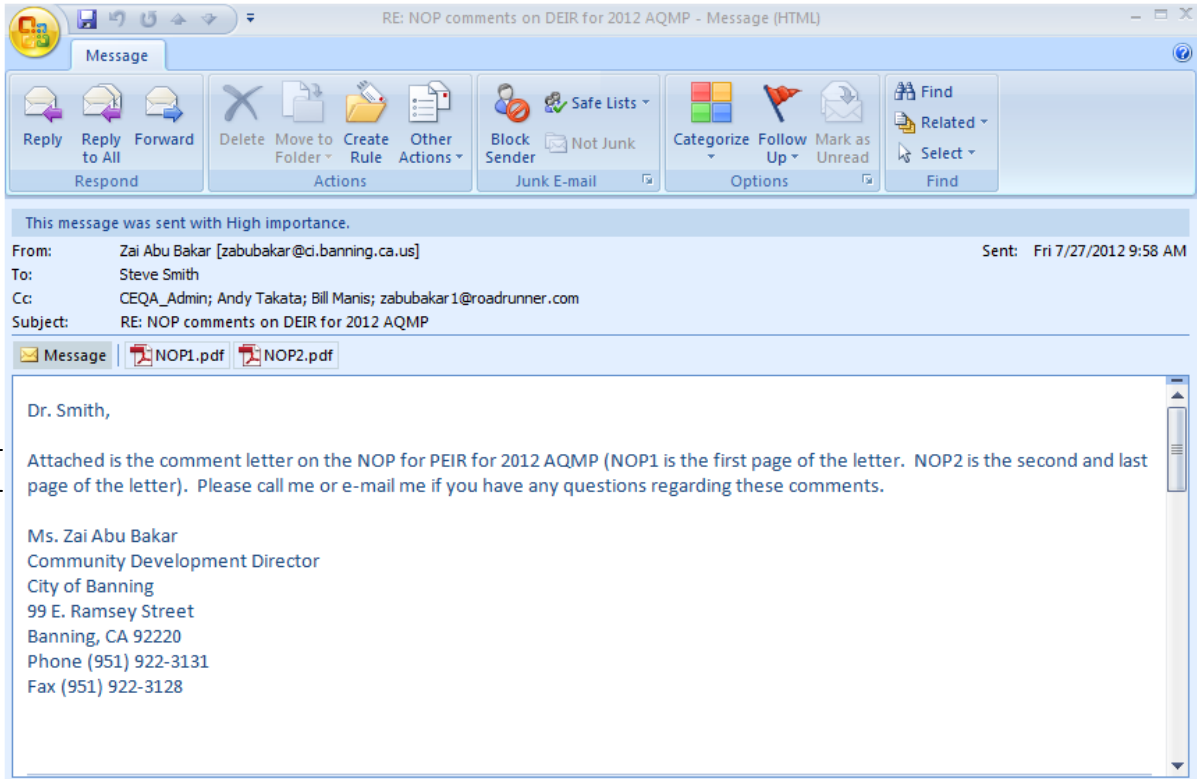 RE: NOP comments on DEIR for 2012 AQMP - Message (HTML)
Message
Reply Reply to All Forward
Delete Move to Folder Create Rule Other Actions
Block Sender Safe Lists Not Junk
Categorize Follow Up Mark as Unread
Find Related Select
Respond Actions Junk E-mail Options Find
This message was sent with High importance.
From: Zai Abu Bakar [zabubakar@ci.banning.ca.us] Sent: Fri 7/27/2012 9:58 AM
To: Steve Smith
Cc: CEQA_Admin; Andy Takata; Bill Manis; zabubakar1@roadrunner.com
Subject: RE: NOP comments on DEIR for 2012 AQMP
Message NOP1.pdf NOP2.pdf
Dr. Smith,
Attached is the comment letter on the NOP for PEIR for 2012 AQMP (NOP1 is the first page of the letter. NOP2 is the second and last
page of the letter). Please call me or e-mail me if you have any questions regarding these comments.
Ms. Zai Abu Bakar
Community Development Director
City of Banning
99 E. Ramsey Street
Banning, CA 92220
Phone (951) 922-3131
Fax (951) 922-3128